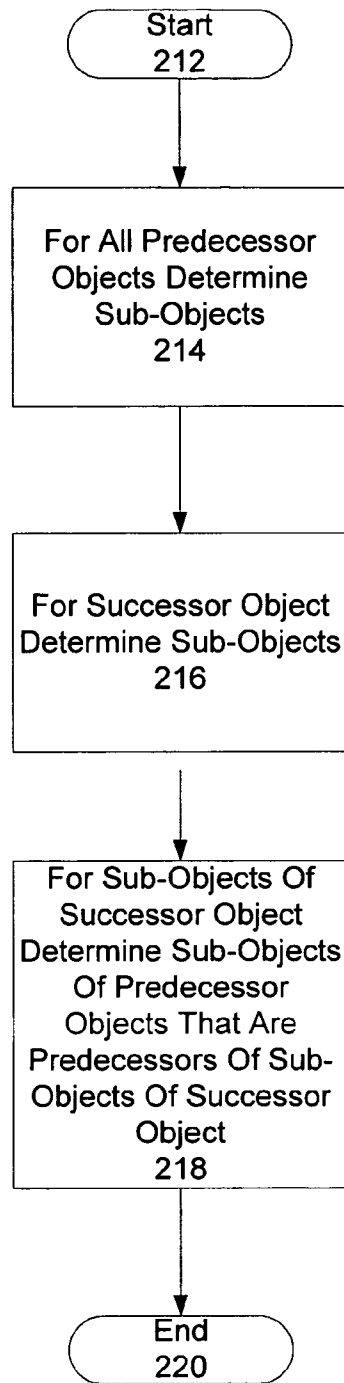 Start
212
For All Predecessor
Objects Determine
Sub-Objects
214
For Successor Object
Determine Sub-Objects
216
For Sub-Objects Of
Successor Object
Determine Sub-Objects
Of Predecessor
Objects That Are
Predecessors Of Sub-
Objects Of Successor
Object
218
End
220